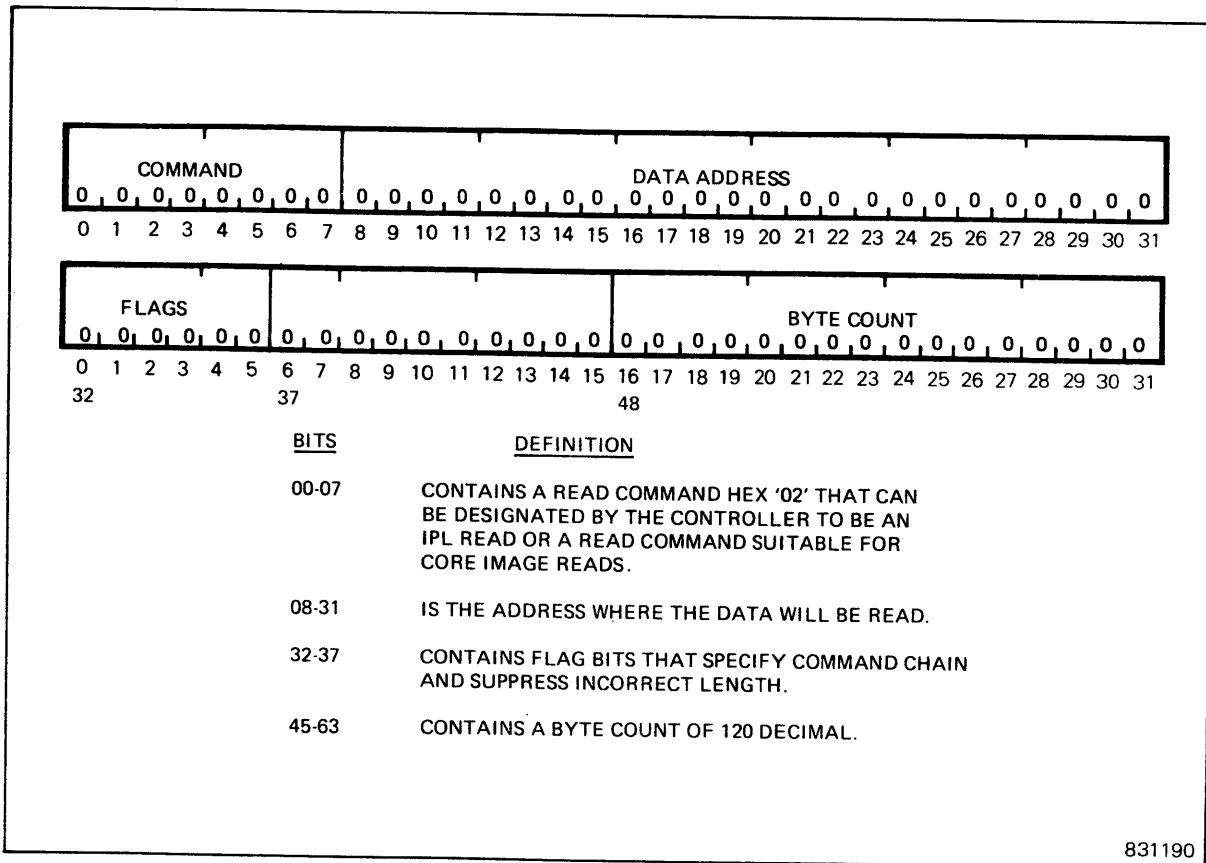 COMMAND DATA ADDRESS
0 0 0 0 0 0 0 0 0 0 0 0 0 0 0 0 0 0 0 0 0 0 0 0 0 0 0 0 0 0 0 0
0 1 2 3 4 5 6 7 8 9 10 11 12 13 14 15 16 17 18 19 20 21 22 23 24 25 26 27 28 29 30 31
FLAGS BYTE COUNT
0 0 0 0 0 0 0 0 0 0 0 0 0 0 0 0 0 0 0 0 0 0 0 0 0 0 0 0 0 0 0 0
0 1 2 3 4 5 6 7 8 9 10 11 12 13 14 15 16 17 18 19 20 21 22 23 24 25 26 27 28 29 30 31
32 37 48
BITS DEFINITION
00-07 CONTAINS A READ COMMAND HEX '02' THAT CAN
BE DESIGNATED BY THE CONTROLLER TO BE AN
IPL READ OR A READ COMMAND SUITABLE FOR
CORE IMAGE READS.
08-31 IS THE ADDRESS WHERE THE DATA WILL BE READ.
32-37 CONTAINS FLAG BITS THAT SPECIFY COMMAND CHAIN
AND SUPPRESS INCORRECT LENGTH.
45-63 CONTAINS A BYTE COUNT OF 120 DECIMAL.
831190